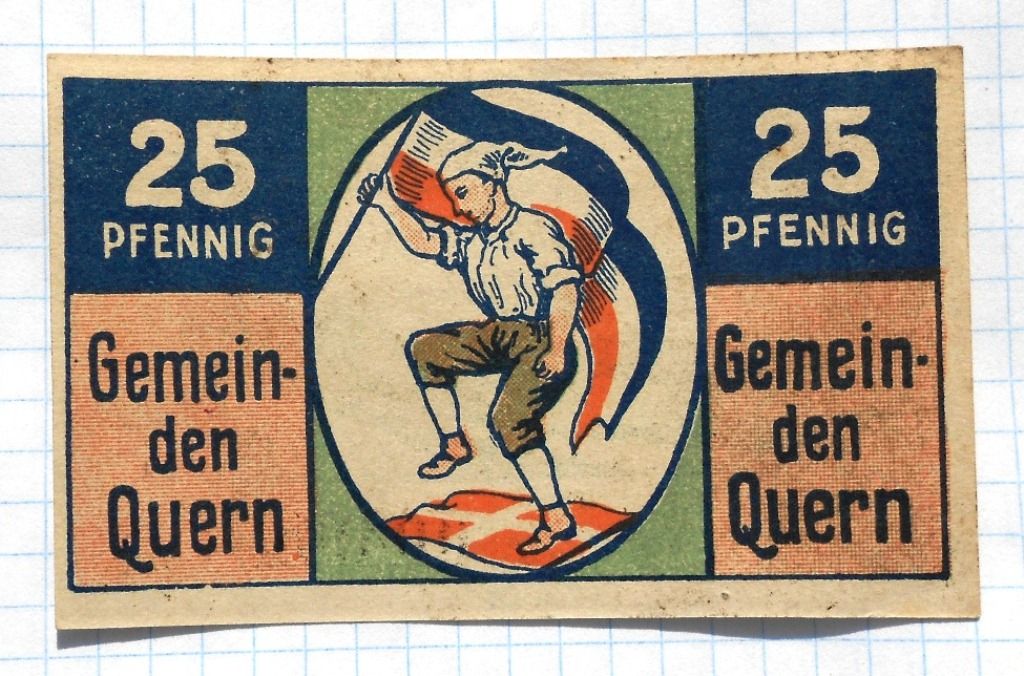 25
PFENNIG
Gemein-
den
Quern
25
PFENNIG
Gemein-
den
Quern